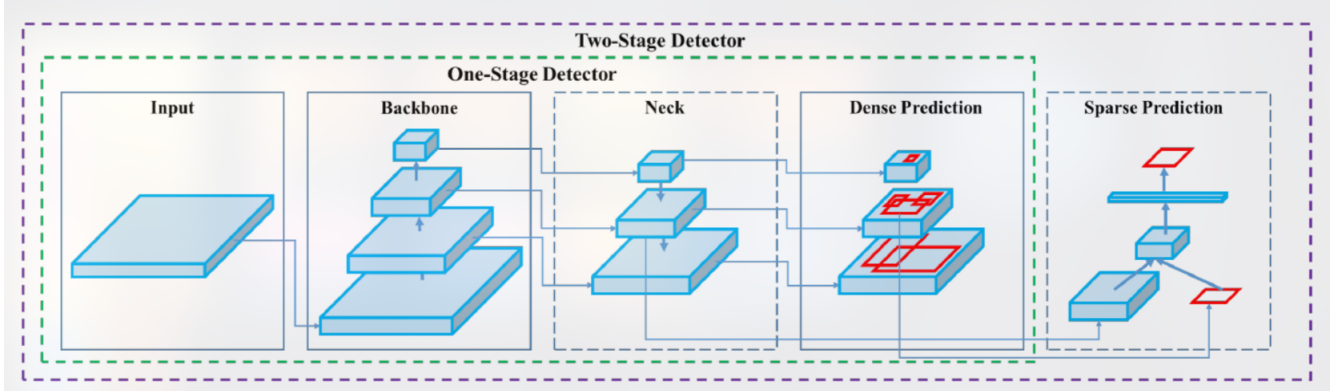 Two-Stage Detector
One-Stage Detector
Input
Backbone
Neck
Dense Prediction
Sparse Prediction